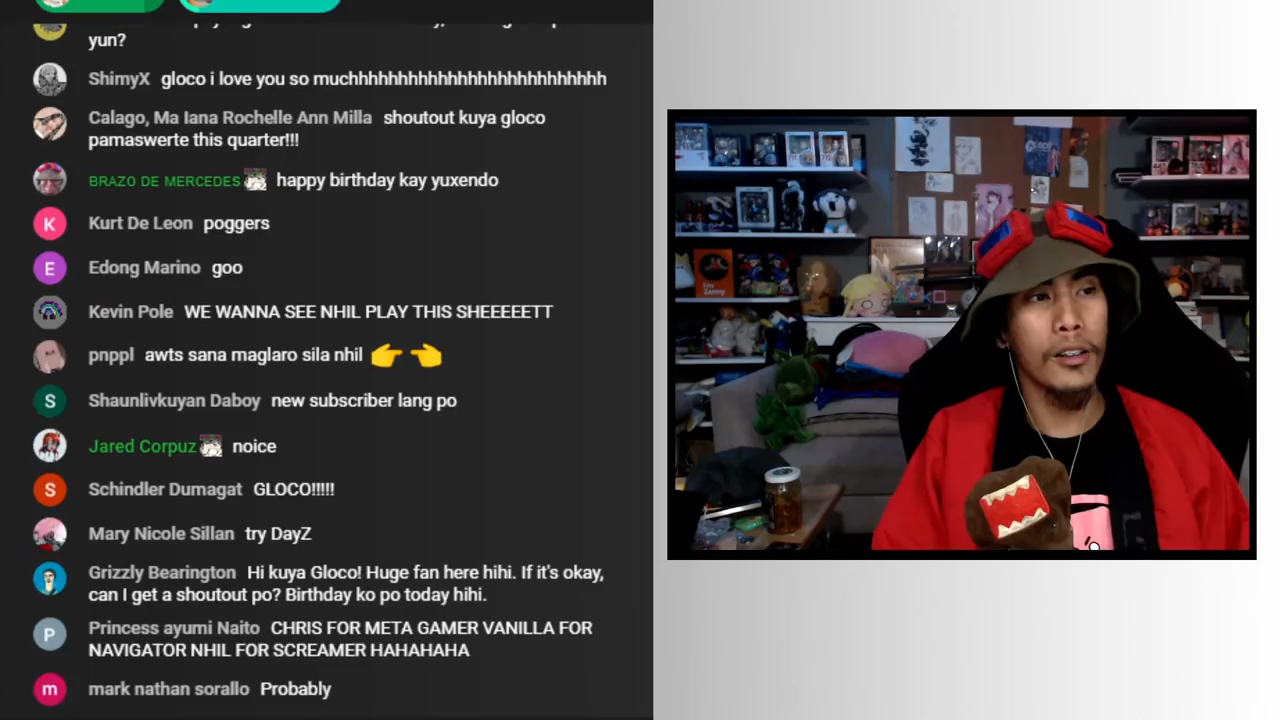 yun?
ShimyX gloco i love you so muchhhhhhhhhhhhhhhhhhhhhhhhhh
Calago, Ma Iana Rochelle Ann Milla shoutout kuya gloco
pamaswerte this quarter!!!
BRAZO DE MERCEDES happy birthday kay yuxendo
K Kurt De Leon poggers
E Edong Marino goo
Kevin Pole WE WANNA SEE NHIL PLAY THIS SHEEEEETT
pnppl awts sana maglaro sila nhil 👉 👈
S Shaunlivkuyan Daboy new subscriber lang po
Jared Corpuz noice
S Schindler Dumagat GLOCO!!!!!
Mary Nicole Sillan try DayZ
Grizzly Bearington Hi kuya Gloco! Huge fan here hihi. If it's okay,
can I get a shoutout po? Birthday ko po today hihi.
P Princess ayumi Naito CHRIS FOR META GAMER VANILLA FOR
NAVIGATOR NHIL FOR SCREAMER HAHAHAHA
m mark nathan sorallo Probably